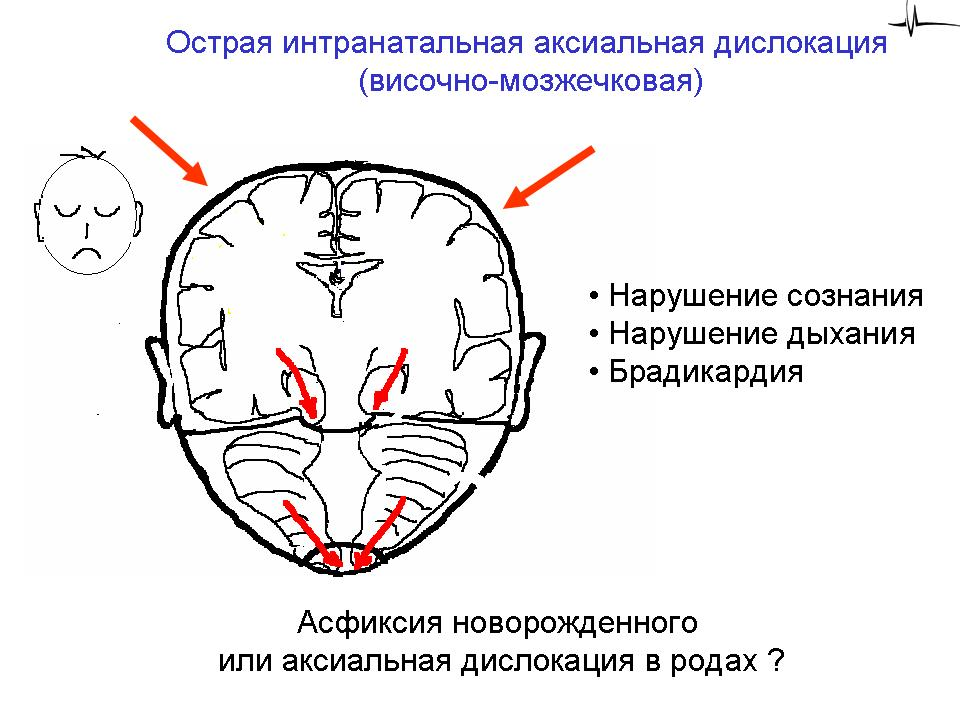 Острая интранатальная аксиальная дислокация
(височно-мозжечковая)
• Нарушение сознания
• Нарушение дыхания
• Брадикардия
Асфиксия новорожденного
или аксиальная дислокация в родах ?